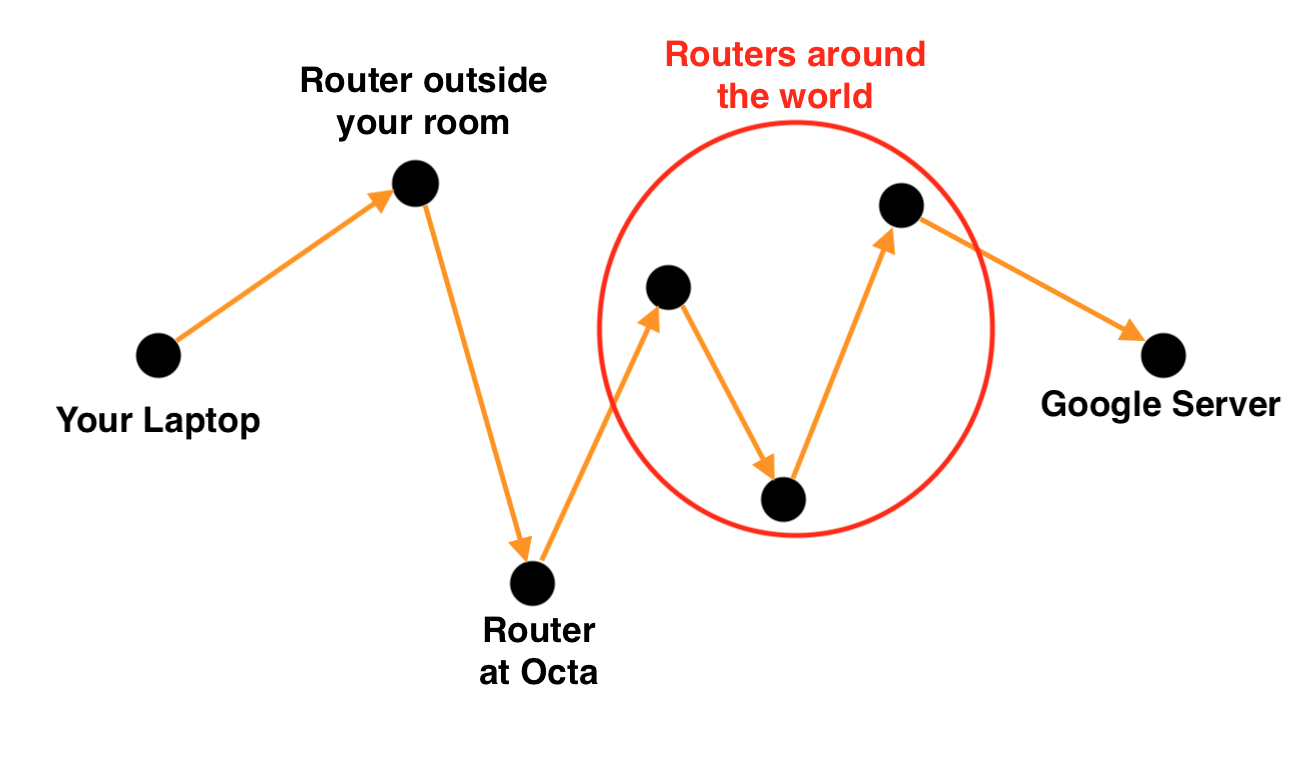 Routers around
the world
Router outside
your room
Your Laptop
Google Server
Router
at Octa